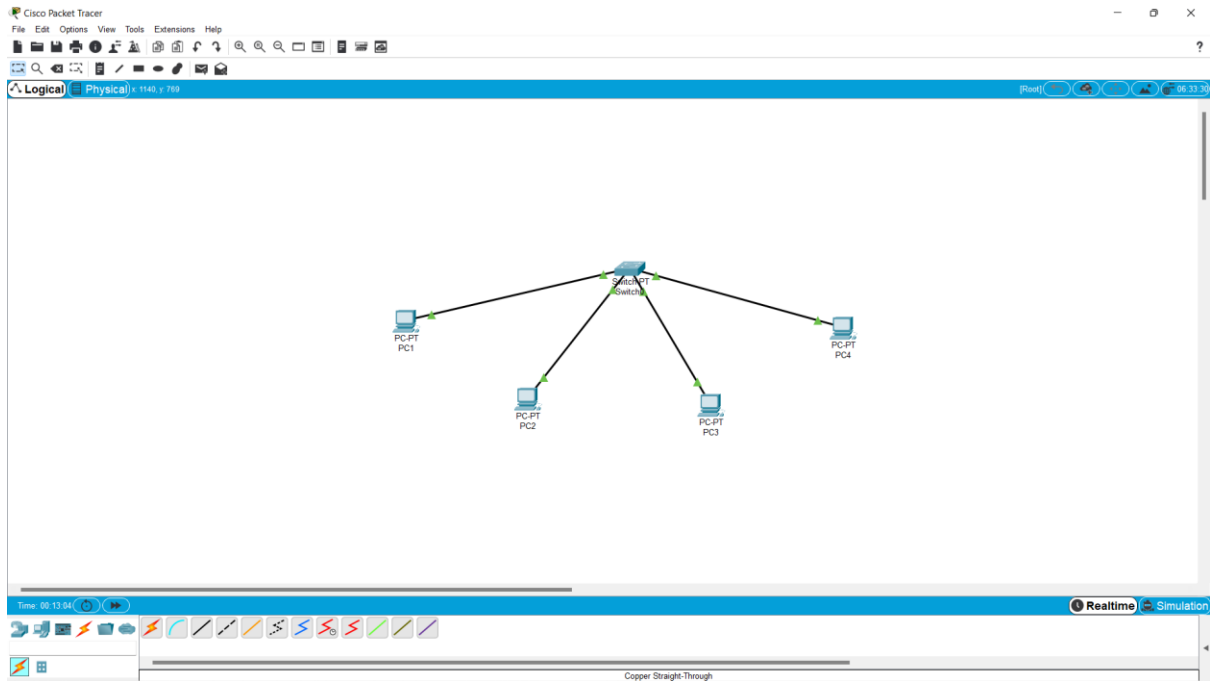 Cisco Packet Tracer
File Edit Options View Tools Extensions Help
?
Logical Physical x: 1140, y: 769 [Root] 06:33:30
Switch-PT
Switch0
PC-PT
PC1
PC-PT
PC4
PC-PT
PC2
PC-PT
PC3
Time: 00:13:04 Realtime Simulation
Copper Straight-Through